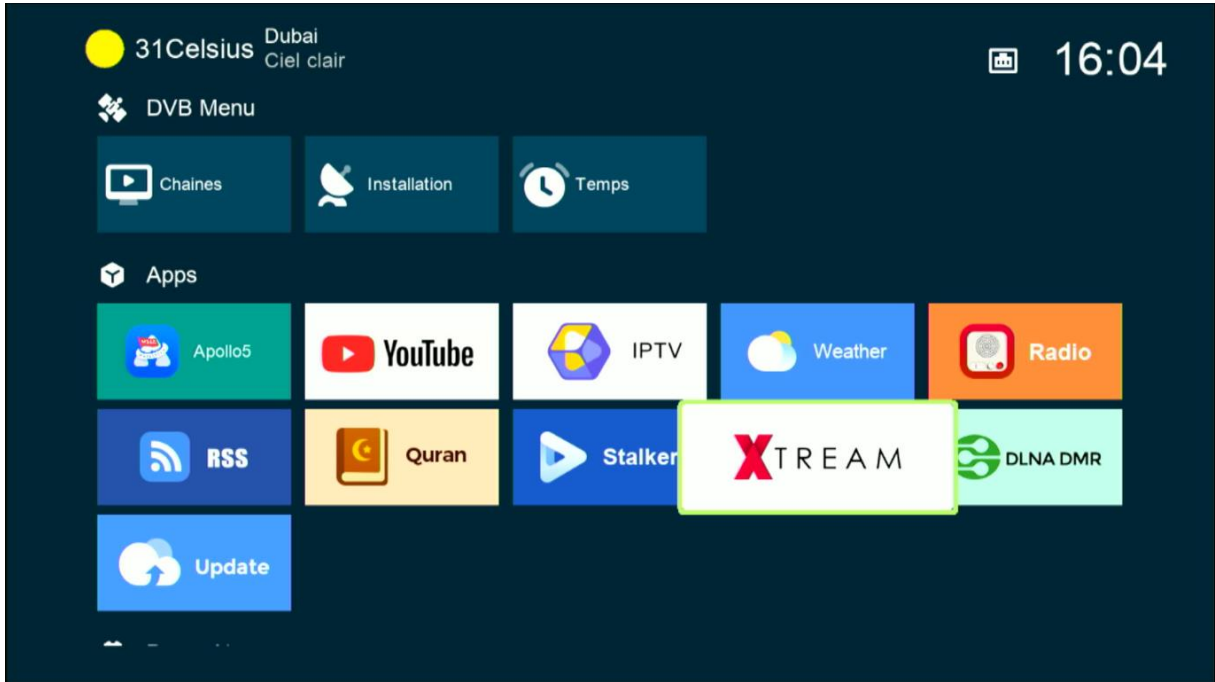 31Celsius Dubai
Ciel clair
16:04
DVB Menu
Chaines Installation Temps
Apps
Apollo5 YouTube IPTV Weather Radio
RSS Quran Stalker XTREAM DLNA DMR
Update